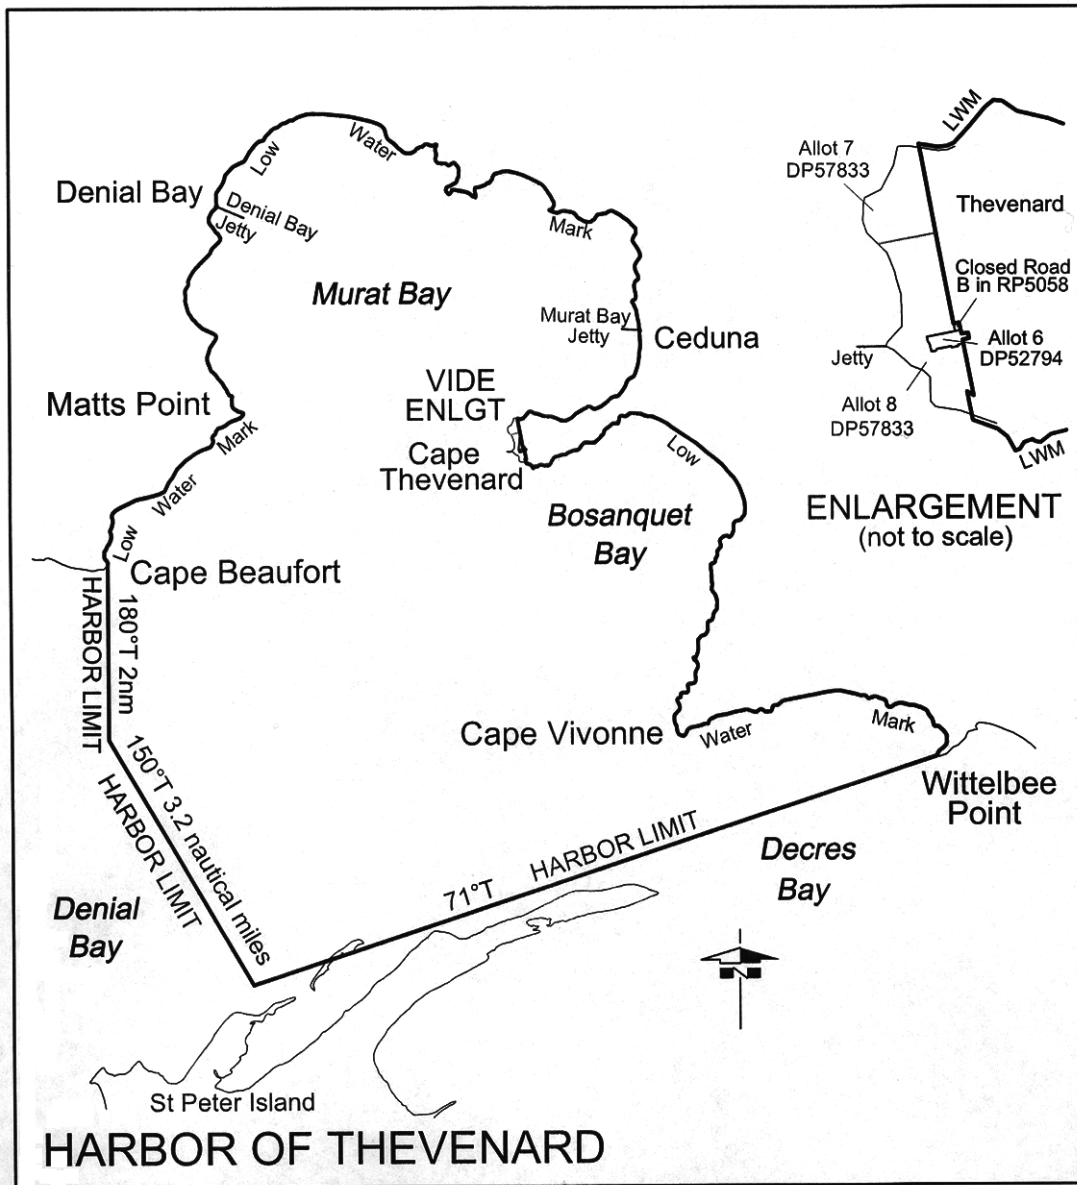 LWM
Allot 7
DP57833
Low
Water
Denial Bay
Denial Bay
Jetty
Mark
Thevenard
Closed Road
B in RP5058
Murat Bay
Murat Bay
Jetty
Ceduna
Allot 6
DP52794
Jetty
VIDE
ENLGT
Matts Point
Mark
Allot 8
DP57833
Cape
Thevenard
Low
LWM
Water
Bosanquet
Bay
ENLARGEMENT
(not to scale)
Low
Cape Beaufort
HARBOR LIMIT
180°T 2nm
Cape Vivonne
Water
Mark
150°T 3.2 nautical miles
HARBOR LIMIT
Wittelbee
Point
71°T HARBOR LIMIT
Decres
Bay
Denial
Bay
N
St Peter Island
HARBOR OF THEVENARD